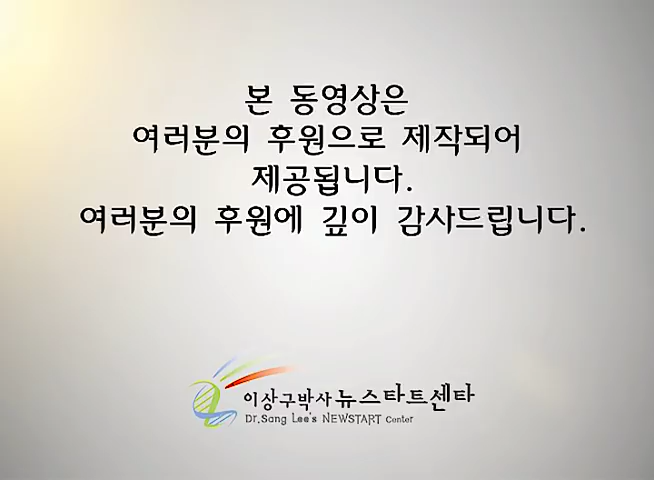 본 동영상은
여러분의 후원으로 제작되어
제공됩니다.
여러분의 후원에 깊이 감사드립니다.
이상구박사뉴스타트센타
Dr.Sang Lee's NEWSTART Center